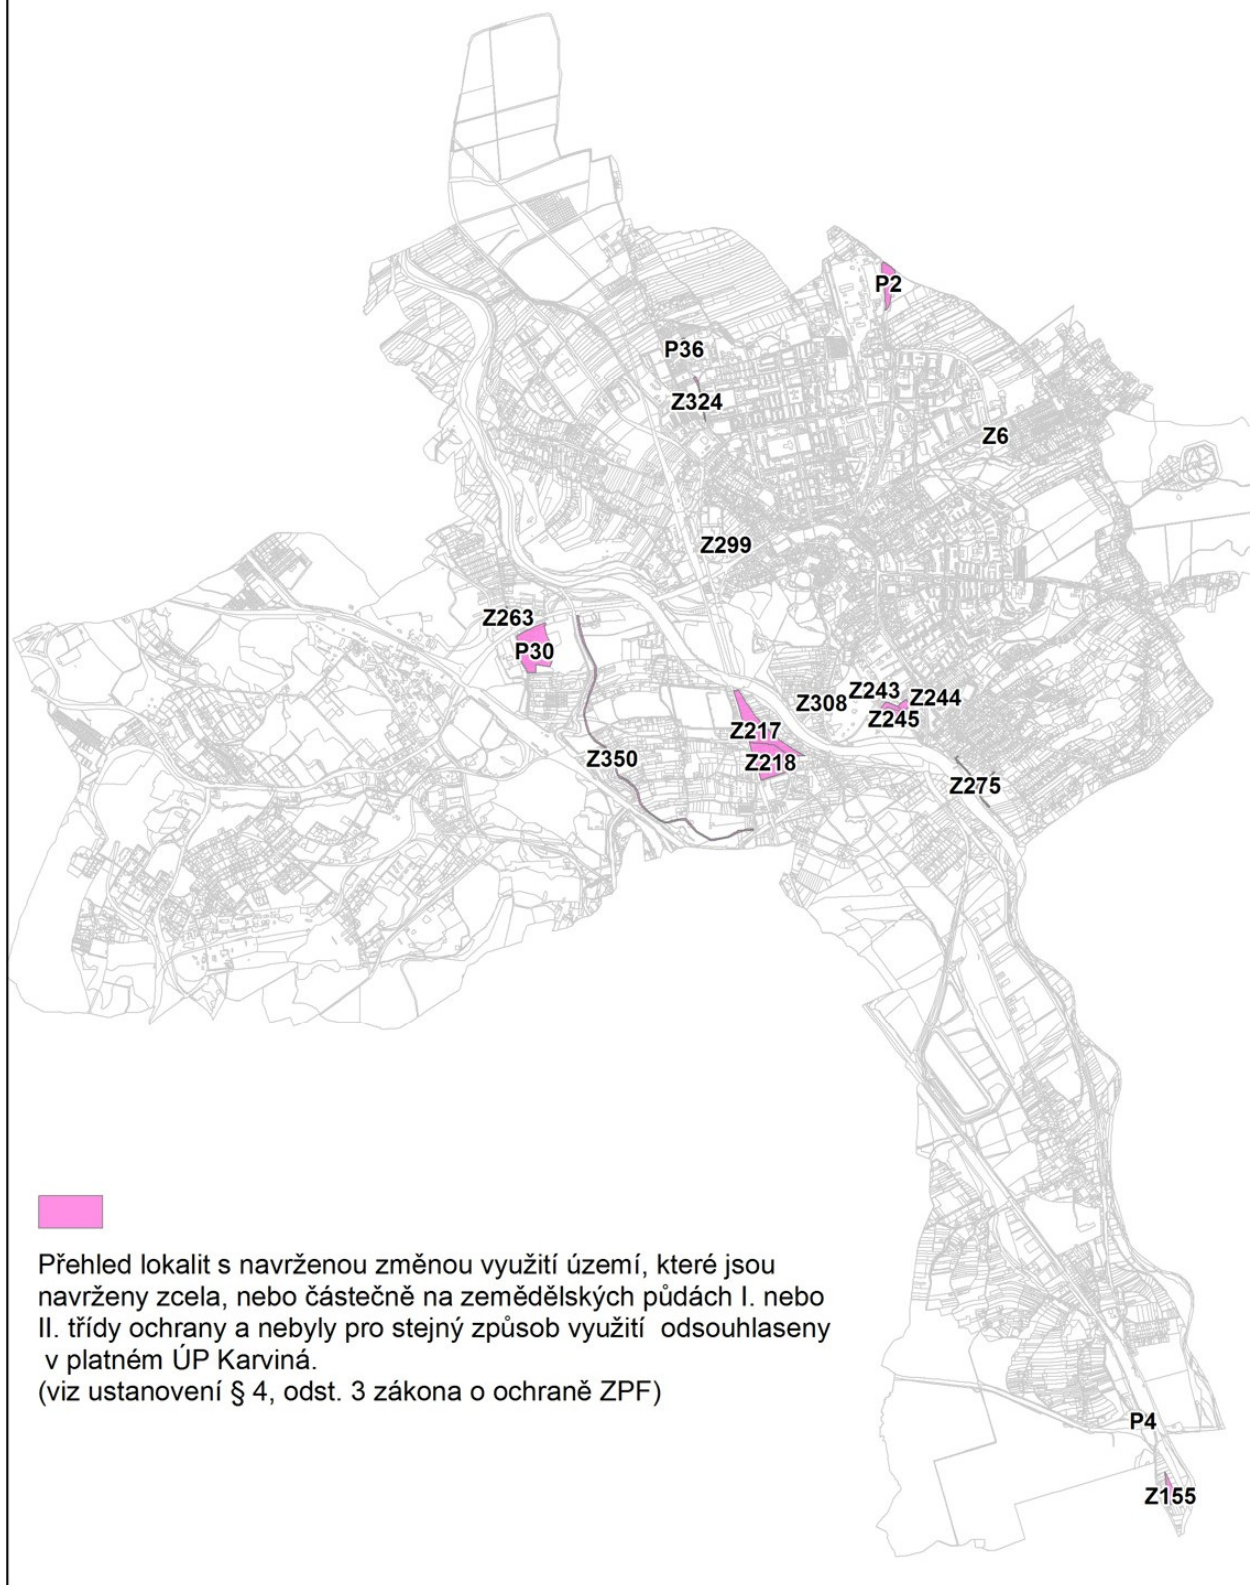 P2
P36
Z324
Z6
Z299
Z263
P30
Z243
Z244
Z308
Z245
Z217
Z350
Z218
Z275
Přehled lokalit s navrženou změnou využití území, které jsou
navrženy zcela, nebo částečně na zemědělských půdách I. nebo
II. třídy ochrany a nebyly pro stejný způsob využití odsouhlaseny
v platném ÚP Karviná.
(viz ustanovení § 4, odst. 3 zákona o ochraně ZPF)
P4
Z155